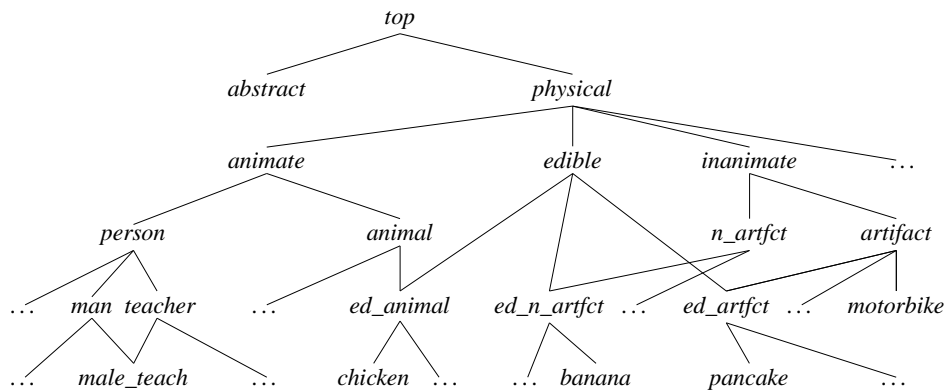 top
abstract physical
animate edible inanimate ...
person animal n_artfct artifact
... man teacher ... ed_animal ed_n_artfct ... ed_artfct ... motorbike
... male_teach ... chicken ... ... banana pancake ...